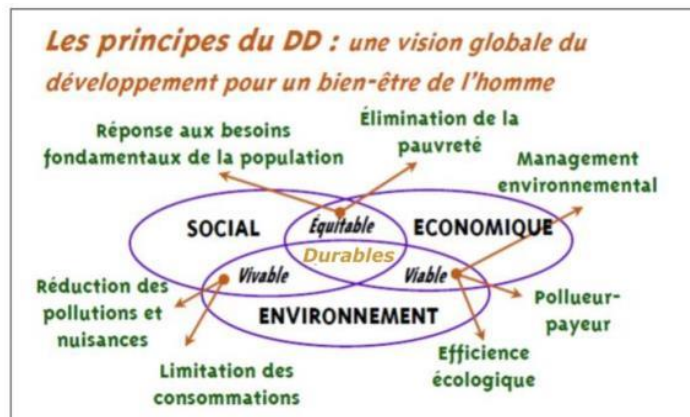 Les principes du DD : une vision globale du
développement pour un bien-être de l'homme
Réponse aux besoins
fondamentaux de la population
Élimination de la
pauvreté
Management
environnemental
SOCIAL
Équitable
ECONOMIQUE
Durables
Vivable
Viable
ENVIRONNEMENT
Réduction des
pollutions et
nuisances
Limitation des
consommations
Efficience
écologique
Pollueur-
payeur